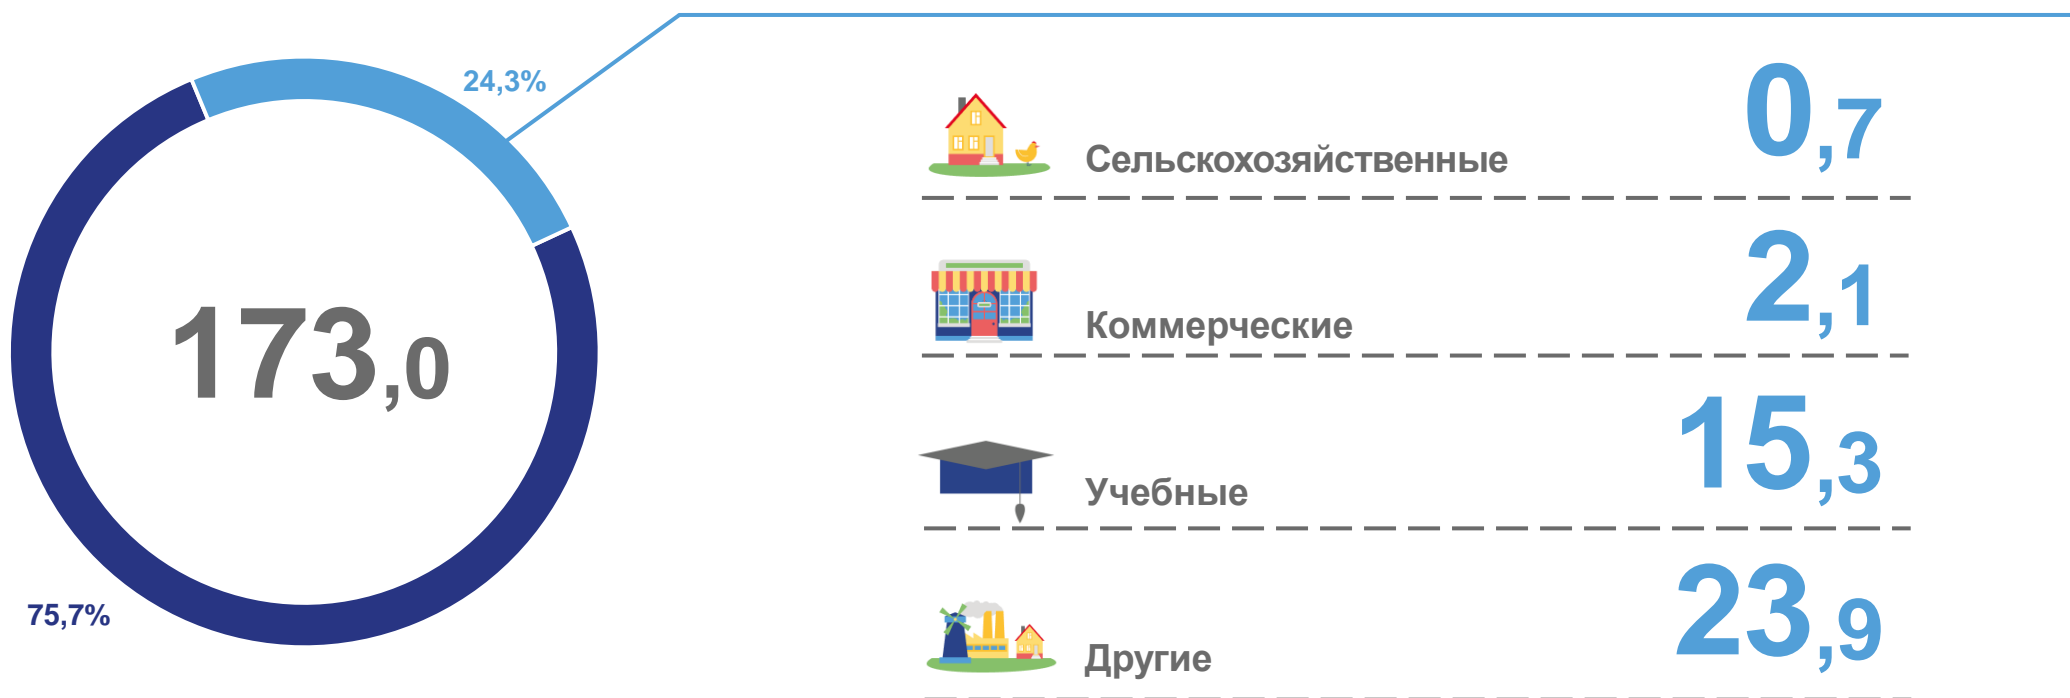 24,3%
173,0
75,7%
Сельскохозяйственные 0,7
Коммерческие 2,1
Учебные 15,3
Другие 23,9